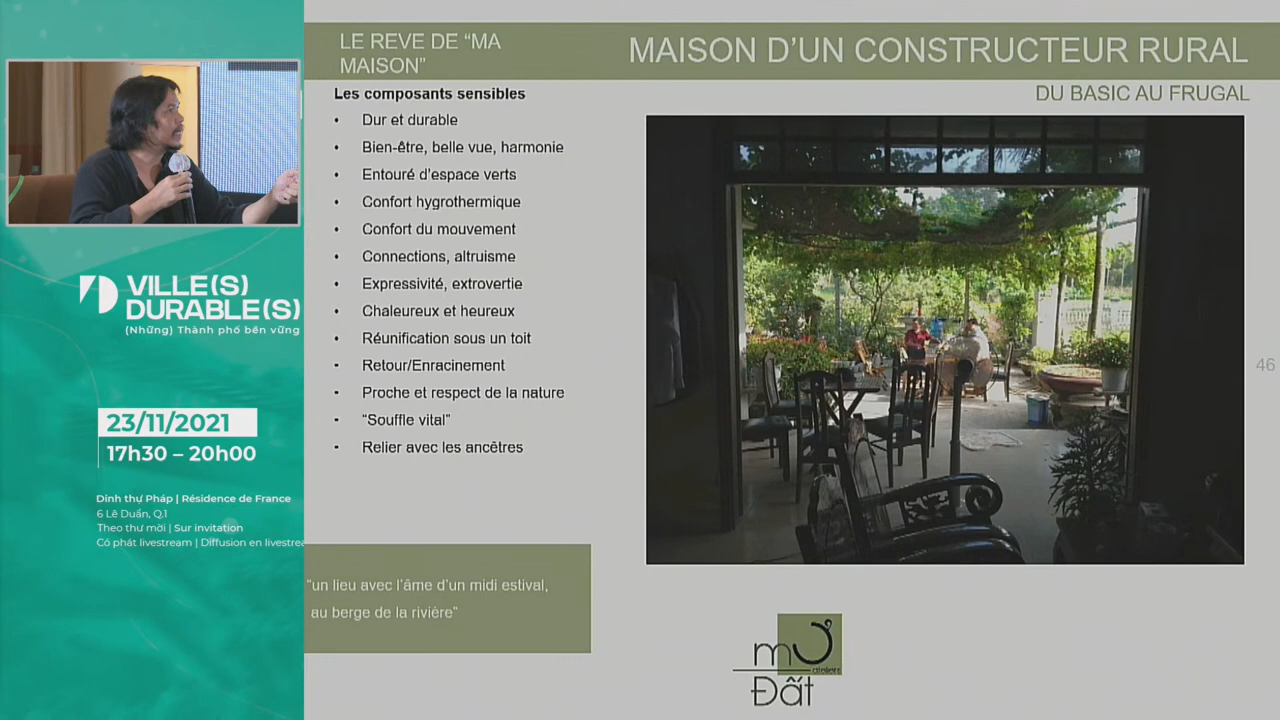 VILLE(S)
DURABLE(S)
(Những) Thành phố bền vững
23/11/2021
17h30 – 20h00
Dinh thự Pháp | Résidence de France
6 Lê Duẩn, Q.1
Theo thư mời | Sur invitation
Có phát livestream | Diffusion en livestrea
LE REVE DE “MA
MAISON”
MAISON D’UN CONSTRUCTEUR RURAL
DU BASIC AU FRUGAL
Les composants sensibles
• Dur et durable
• Bien-être, belle vue, harmonie
• Entouré d’espace verts
• Confort hygrothermique
• Confort du mouvement
• Connections, altruisme
• Expressivité, extrovertie
• Chaleureux et heureux
• Réunification sous un toit
• Retour/Enracinement
• Proche et respect de la nature
• “Souffle vital”
• Relier avec les ancêtres
46
“un lieu avec l’âme d’un midi estival,
au berge de la rivière”
mơ
atelier
Đất